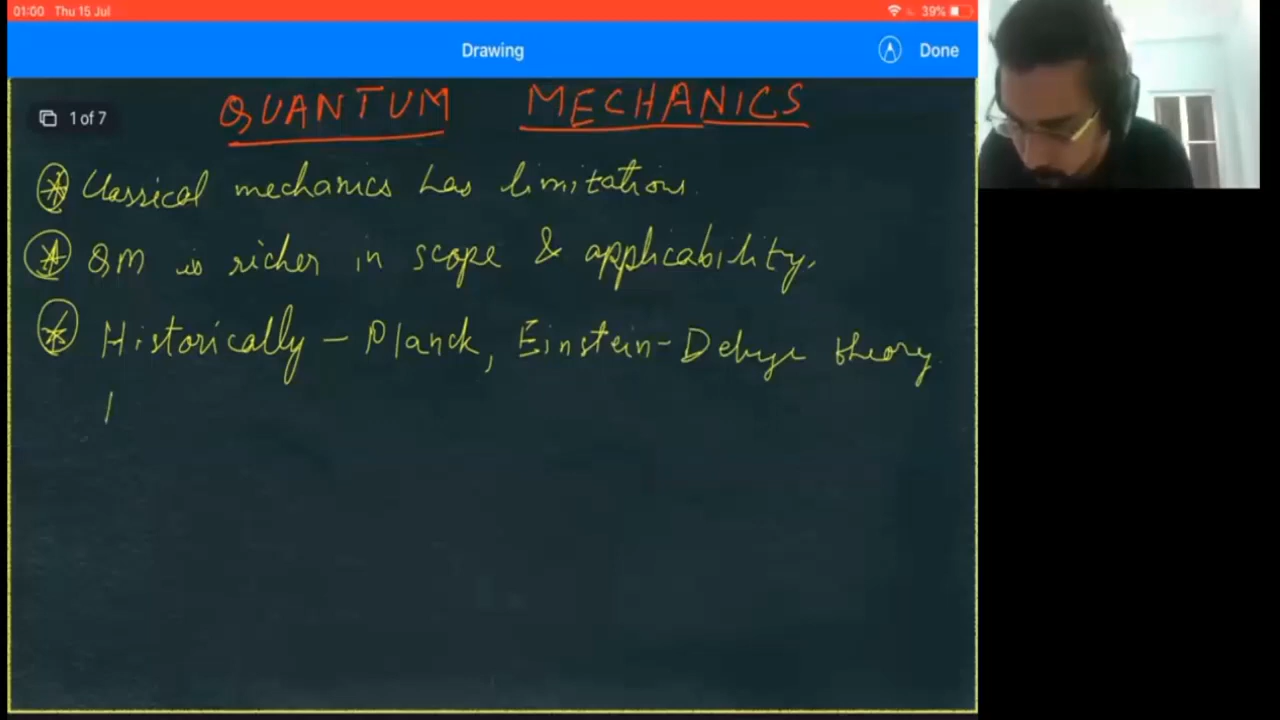 01:00 Thu 15 Jul
39%
Drawing
Done
1 of 7
QUANTUM MECHANICS
Classical mechanics has limitations.
QM is richer in scope & applicability.
Historically - Planck, Einstein-Debye theory